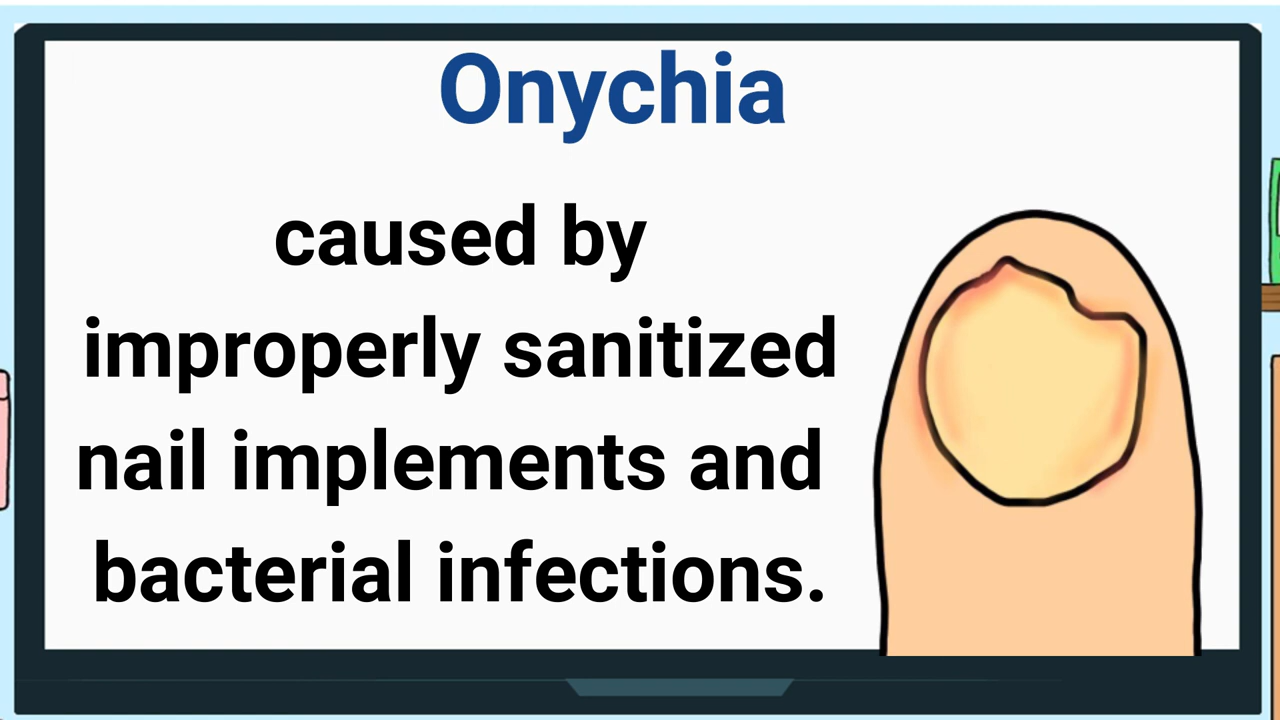 Onychia
caused by
improperly sanitized
nail implements and
bacterial infections.